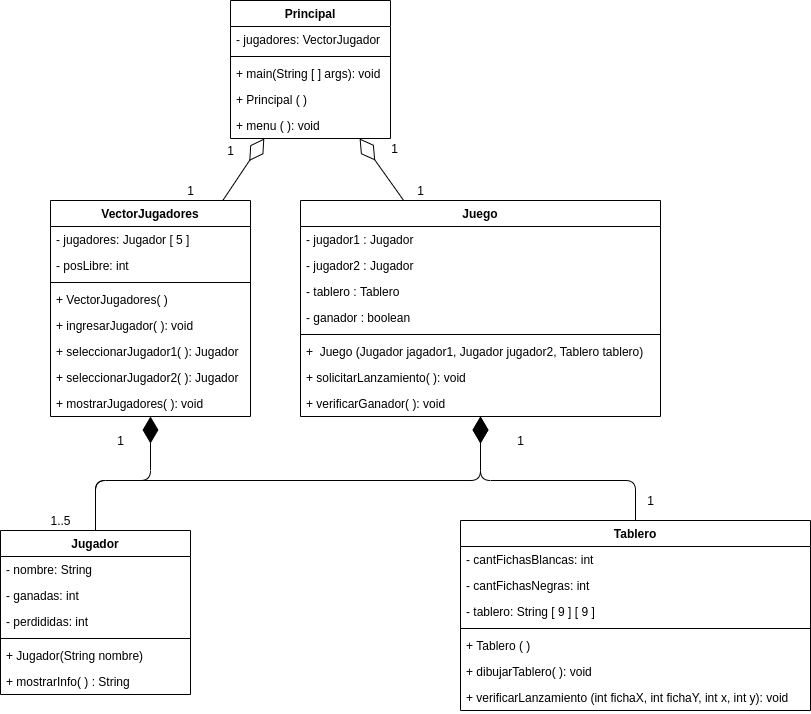 Principal
- jugadores: VectorJugador
+ main(String [ ] args): void
+ Principal ( )
+ menu ( ): void
1
1
1
1
VectorJugadores
- jugadores: Jugador [ 5 ]
- posLibre: int
+ VectorJugadores( )
+ ingresarJugador( ): void
+ seleccionarJugador1( ): Jugador
+ seleccionarJugador2( ): Jugador
+ mostrarJugadores( ): void
Juego
- jugador1 : Jugador
- jugador2 : Jugador
- tablero : Tablero
- ganador : boolean
+  Juego (Jugador jagador1, Jugador jugador2, Tablero tablero)
+ solicitarLanzamiento( ): void
+ verificarGanador( ): void
1
1
1..5
1
Jugador
- nombre: String
- ganadas: int
- perdididas: int
+ Jugador(String nombre)
+ mostrarInfo( ) : String
Tablero
- cantFichasBlancas: int
- cantFichasNegras: int
- tablero: String [ 9 ] [ 9 ]
+ Tablero ( )
+ dibujarTablero( ): void
+ verificarLanzamiento (int fichaX, int fichaY, int x, int y): void